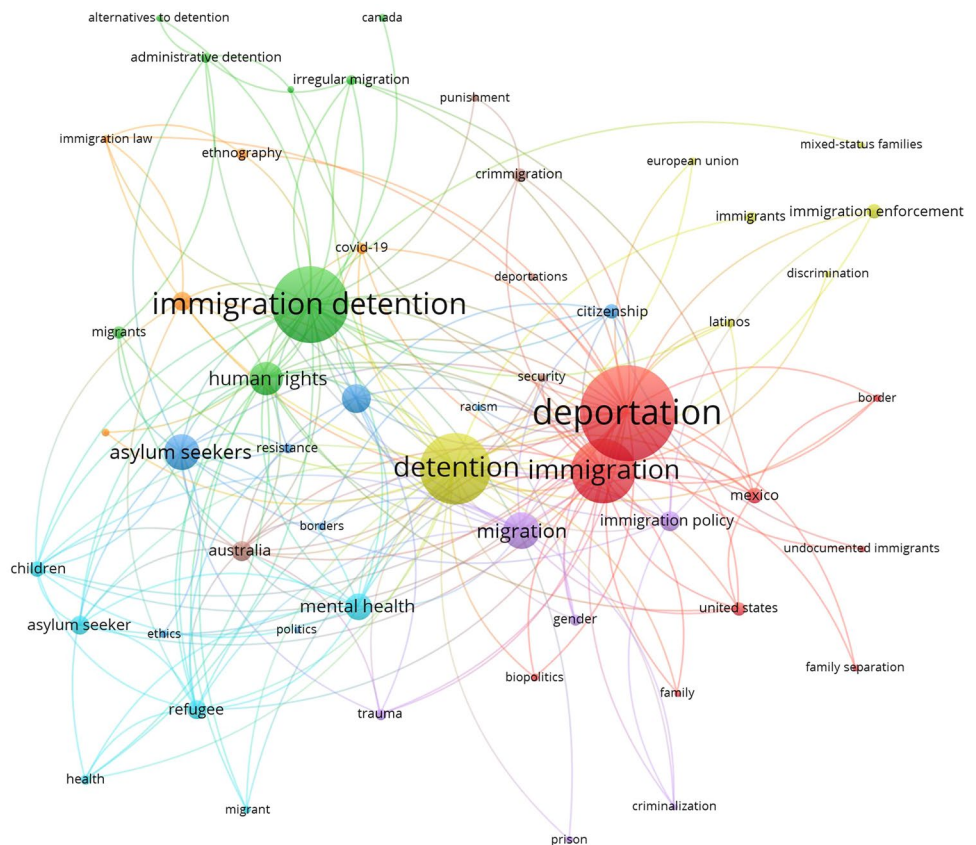 alternatives to detention
canada
administrative detention
irregular migration
punishment
immigration law
ethnography
european union
mixed-status families
crimmigration
immigrants
immigration enforcement
covid-19
deportations
discrimination
immigration detention
citizenship
latinos
migrants
human rights
security
racism
deportation
border
asylum seekers
resistance
detention
immigration
mexico
borders
migration
immigration policy
australia
undocumented immigrants
children
mental health
united states
asylum seeker
ethics
politics
gender
biopolitics
family separation
family
refugee
trauma
health
migrant
criminalization
prison